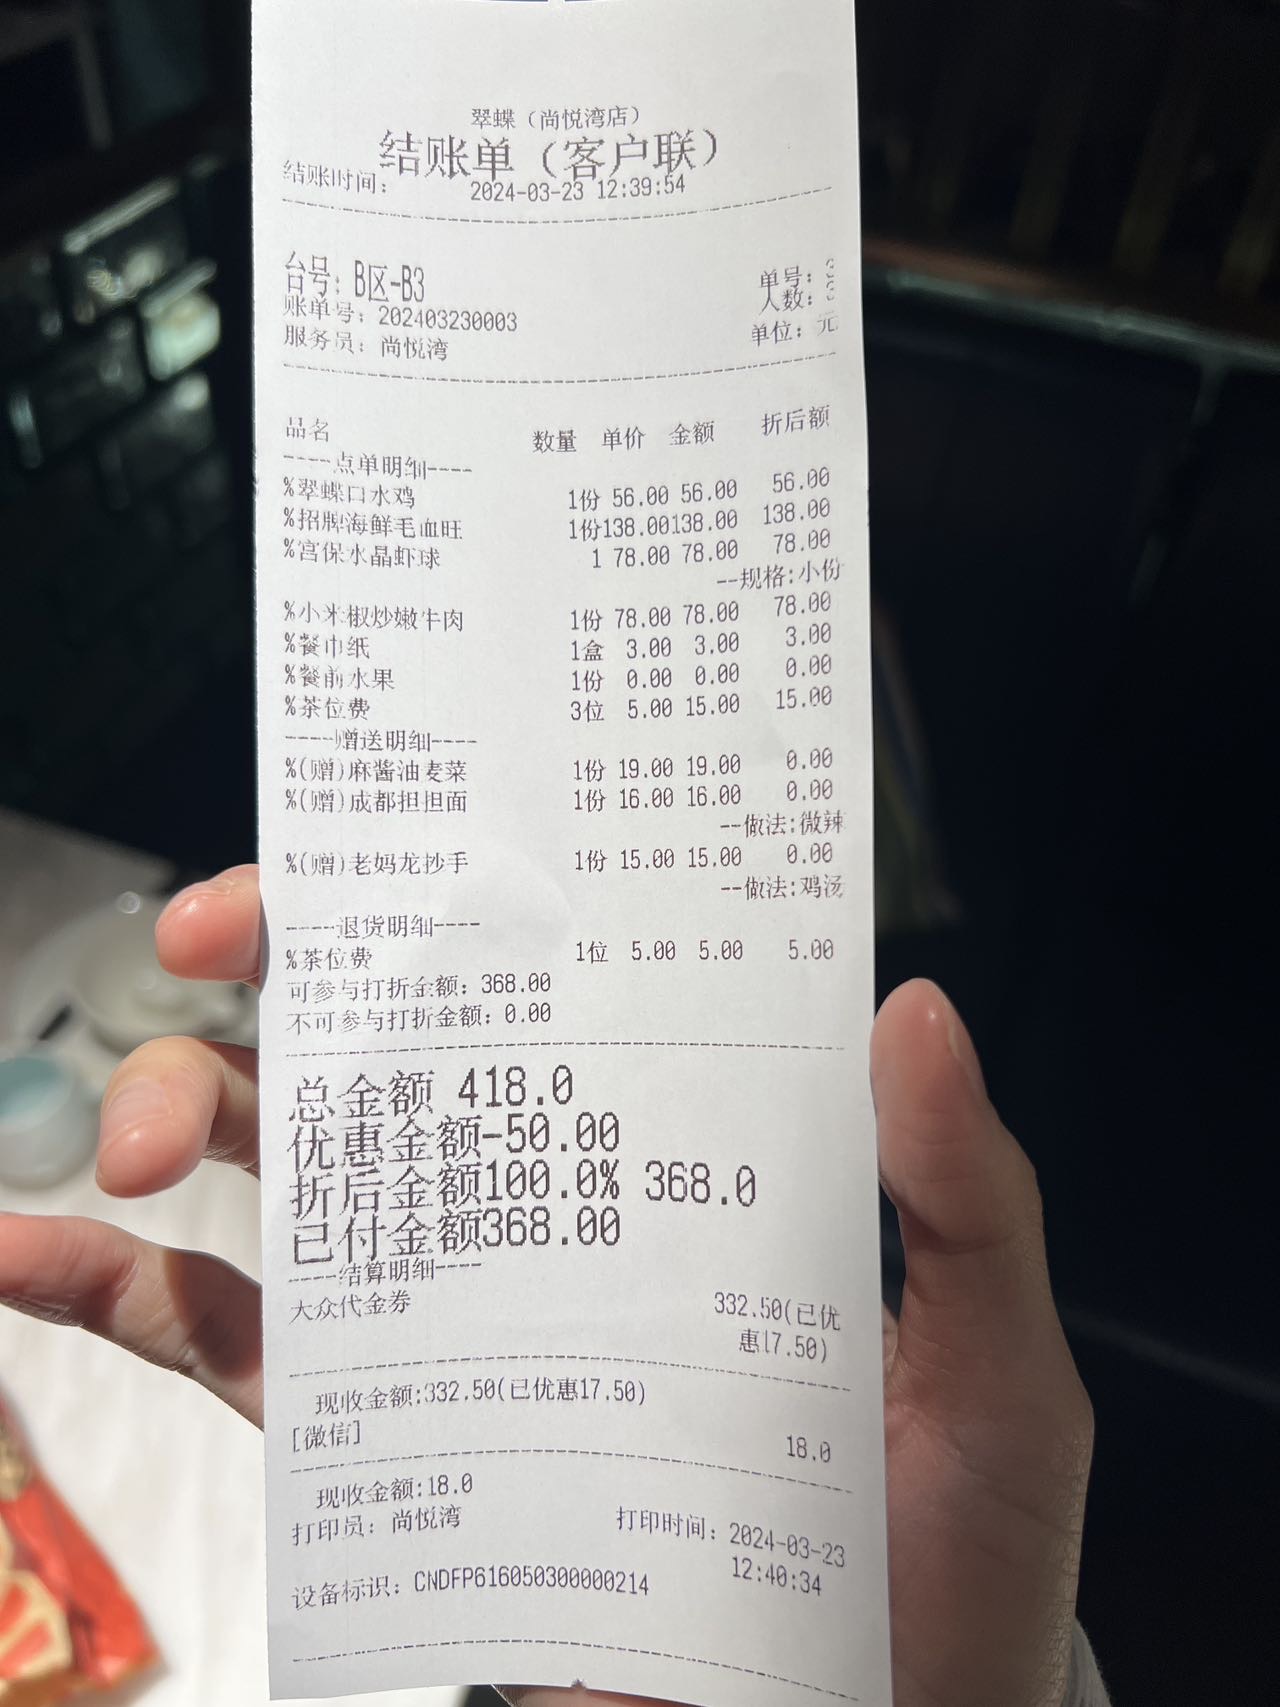 翠蝶（尚悦湾店）
结账单（客户联）
结账时间： 2024-03-23 12:39:54
台号：B区-B3 单号：
账单号：202403230003 人数：
服务员：尚悦湾 单位：元
品名 数量 单价 金额 折后额
----点单明细----
%翠蝶口水鸡 1份 56.00 56.00 56.00
%招牌海鲜毛血旺 1份138.00138.00 138.00
%宫保水晶虾球 1 78.00 78.00 78.00
--规格:小份
%小米椒炒嫩牛肉 1份 78.00 78.00 78.00
%餐巾纸 1盒 3.00 3.00 3.00
%餐前水果 1份 0.00 0.00 0.00
%茶位费 3位 5.00 15.00 15.00
----赠送明细----
%(赠)麻酱油麦菜 1份 19.00 19.00 0.00
%(赠)成都担担面 1份 16.00 16.00 0.00
--做法:微辣
%(赠)老妈龙抄手 1份 15.00 15.00 0.00
--做法:鸡汤
----退货明细----
%茶位费 1位 5.00 5.00 5.00
可参与打折金额：368.00
不可参与打折金额：0.00
总金额 418.0
优惠金额-50.00
折后金额100.0% 368.0
已付金额368.00
----结算明细----
大众代金券 332.50(已优
惠17.50)
现收金额:332.50(已优惠17.50)
[微信] 18.0
现收金额:18.0
打印员：尚悦湾 打印时间：2024-03-23
12:40:34
设备标识：CNDFP616050300000214